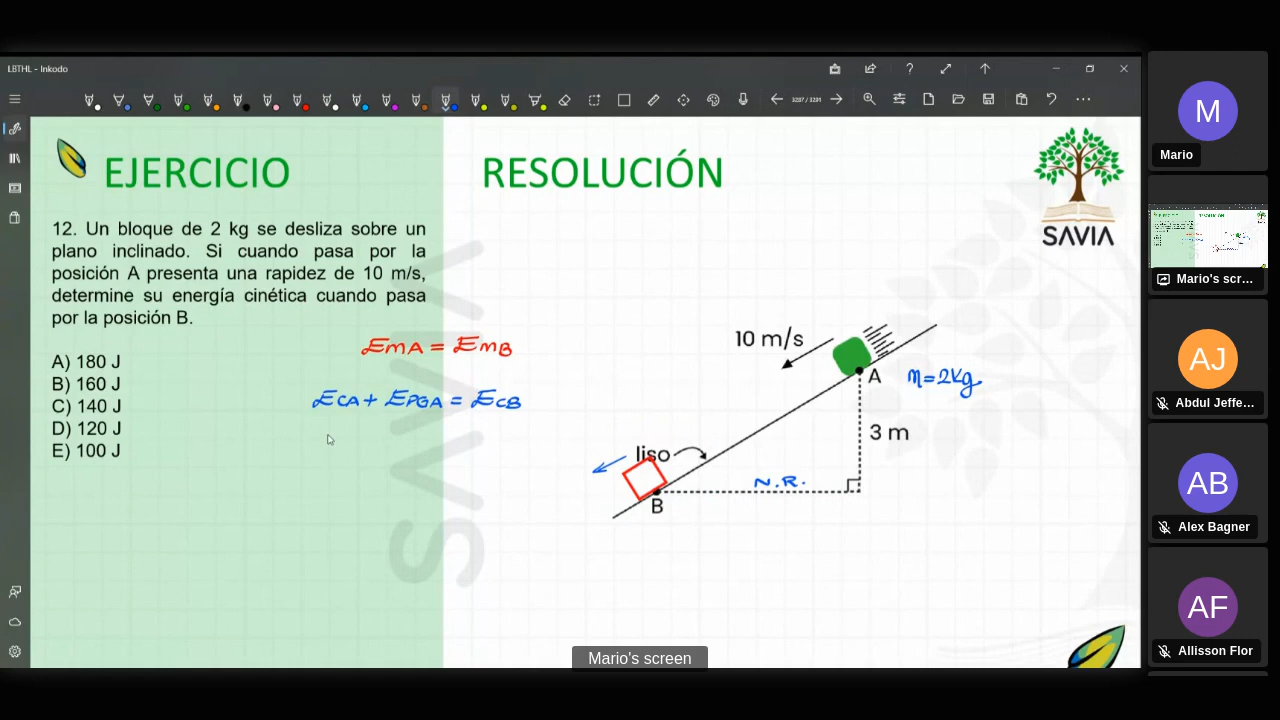 LBTHL - Inkodo
3287 / 3291
EJERCICIO
RESOLUCIÓN
SAVIA
12. Un bloque de 2 kg se desliza sobre un
plano inclinado. Si cuando pasa por la
posición A presenta una rapidez de 10 m/s,
determine su energía cinética cuando pasa
por la posición B.
A) 180 J
B) 160 J
C) 140 J
D) 120 J
E) 100 J
EmA = EmB
ECA + EPGA = ECB
10 m/s
A
m=2kg
3 m
liso
N.R.
B
SAVIA
Mario's screen
M
Mario
Mario's scr...
AJ
Abdul Jeffe...
AB
Alex Bagner
AF
Allisson Flor